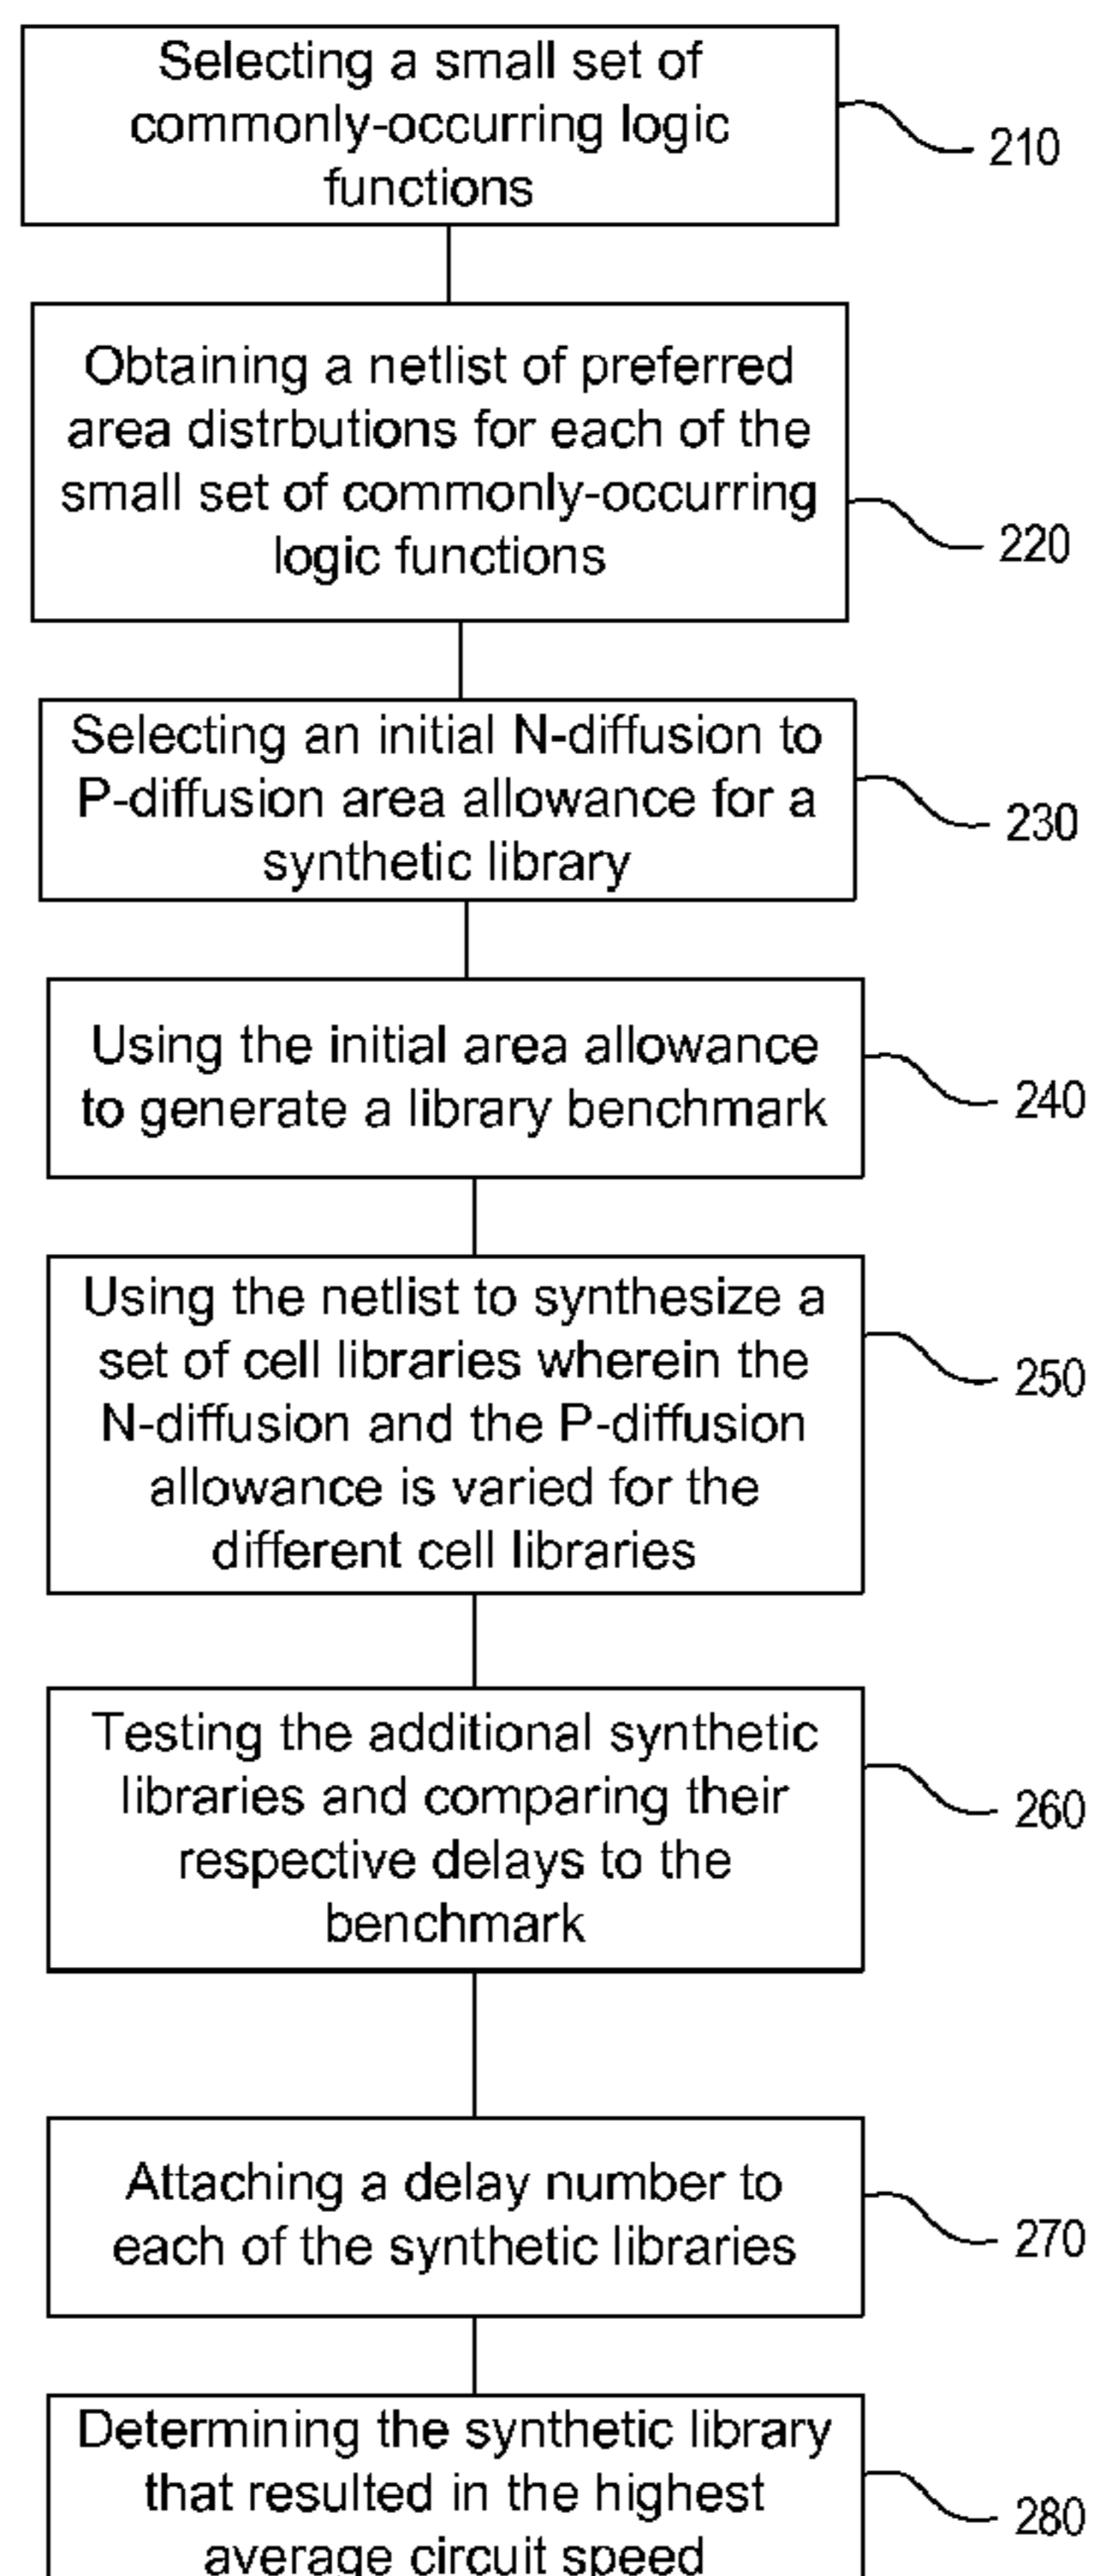 Selecting a small set of
commonly-occurring logic
functions
210
Obtaining a netlist of preferred
area distrbutions for each of the
small set of commonly-occurring
logic functions
220
Selecting an initial N-diffusion to
P-diffusion area allowance for a
synthetic library
230
Using the initial area allowance
to generate a library benchmark
240
Using the netlist to synthesize a
set of cell libraries wherein the
N-diffusion and the P-diffusion
allowance is varied for the
different cell libraries
250
Testing the additional synthetic
libraries and comparing their
respective delays to the
benchmark
260
Attaching a delay number to
each of the synthetic libraries
270
Determining the synthetic library
that resulted in the highest
average circuit speed
280